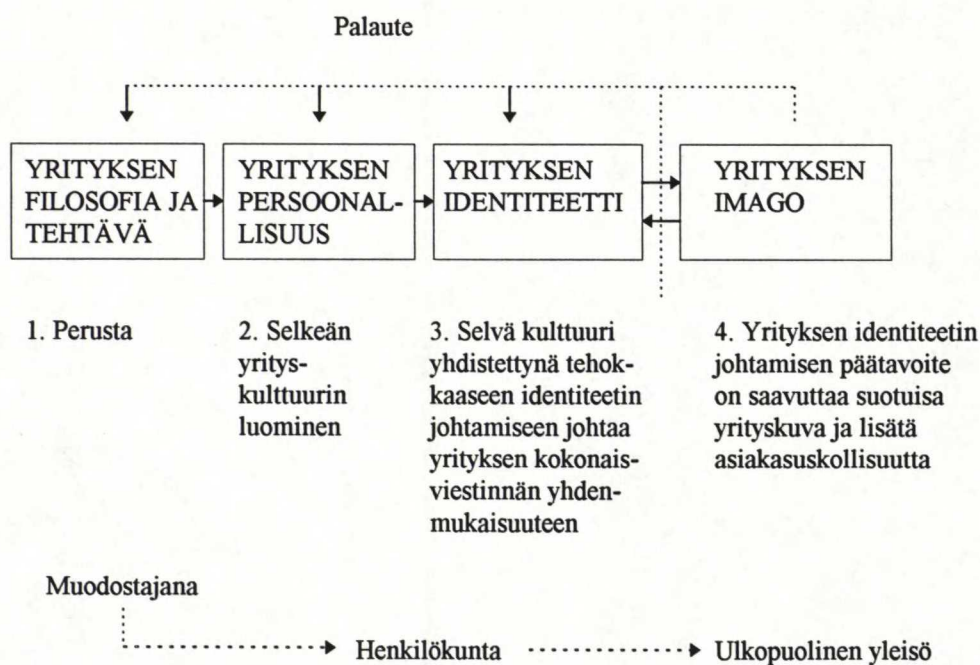 Palaute
YRITYKSEN
FILOSOFIA JA
TEHTÄVÄ
YRITYKSEN
PERSOONAL-
LISUUS
YRITYKSEN
IDENTITEETTI
YRITYKSEN
IMAGO
1. Perusta
2. Selkeän
yritys-
kulttuurin
luominen
3. Selvä kulttuuri
yhdistettynä tehok-
kaaseen identiteetin
johtamiseen johtaa
yrityksen kokonais-
viestinnän yhden-
mukaisuuteen
4. Yrityksen identiteetin
johtamisen päätavoite
on saavuttaa suotuisa
yrityskuva ja lisätä
asiakasuskollisuutta
Muodostajana
Henkilökunta
Ulkopuolinen yleisö